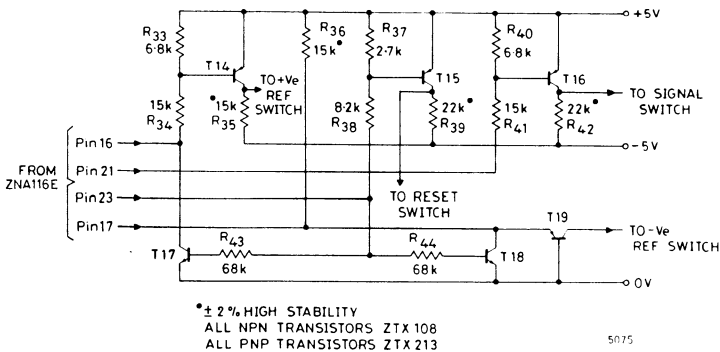 R33
6·8k
R36
15k•
R37
2.7k
R40
6.8k
+5V
T14
TO+Ve
REF
SWITCH
T15
T16
TO SIGNAL
SWITCH
15k
R34
•15k
R35
8·2k
R38
22k•
R39
15k
R41
22k•
R42
-5V
FROM
ZNA116E
Pin16
Pin 21
Pin 23
Pin17
TO RESET
SWITCH
T19
TO-Ve
REF SWITCH
T17
R43
68k
R44
68k
T18
0V
•± 2% HIGH STABILITY
ALL NPN TRANSISTORS ZTX 108
ALL PNP TRANSISTORS ZTX 213
5075